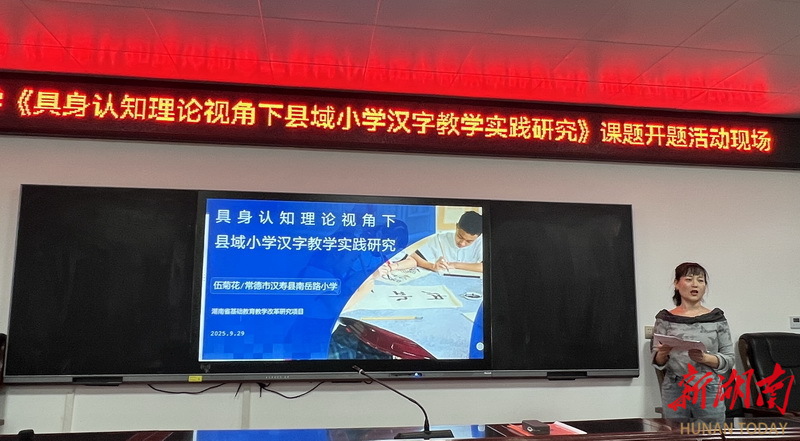 《具身认知理论视角下县域小学汉字教学实践研究》课题开题活动现场
具身认知理论视角下
县域小学汉字教学实践研究
伍菊花/常德市汉寿县南岳路小学
湖南省基础教育教学改革研究项目
2025.9.29
新湖南
HUNAN TODAY